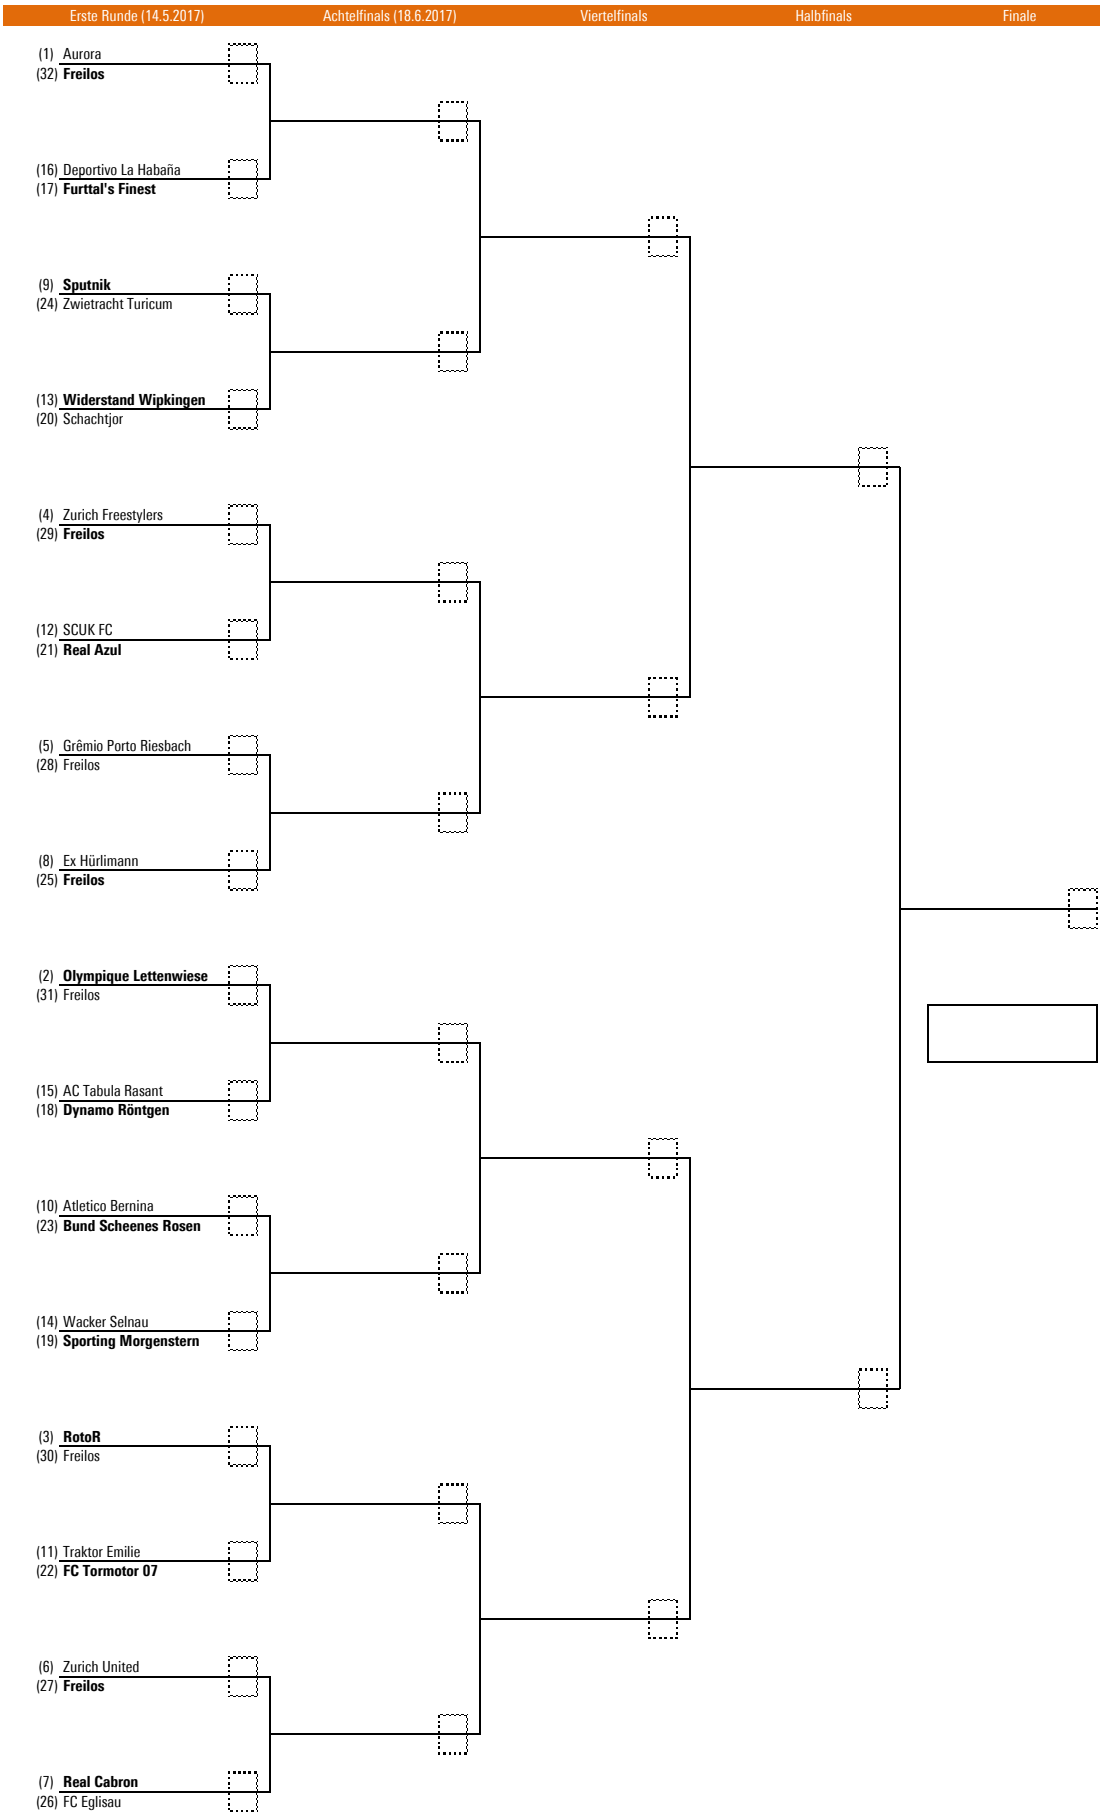 Erste Runde (14.5.2017) Achtelfinals (18.6.2017) Viertelfinals Halbfinals Finale
(1) Aurora
(32) Freilos
(16) Deportivo La Habaña
(17) Furttal's Finest
(9) Sputnik
(24) Zwietracht Turicum
(13) Widerstand Wipkingen
(20) Schachtjor
(4) Zurich Freestylers
(29) Freilos
(12) SCUK FC
(21) Real Azul
(5) Grêmio Porto Riesbach
(28) Freilos
(8) Ex Hürlimann
(25) Freilos
(2) Olympique Lettenwiese
(31) Freilos
(15) AC Tabula Rasant
(18) Dynamo Röntgen
(10) Atletico Bernina
(23) Bund Scheenes Rosen
(14) Wacker Selnau
(19) Sporting Morgenstern
(3) RotoR
(30) Freilos
(11) Traktor Emilie
(22) FC Tormotor 07
(6) Zurich United
(27) Freilos
(7) Real Cabron
(26) FC Eglisau